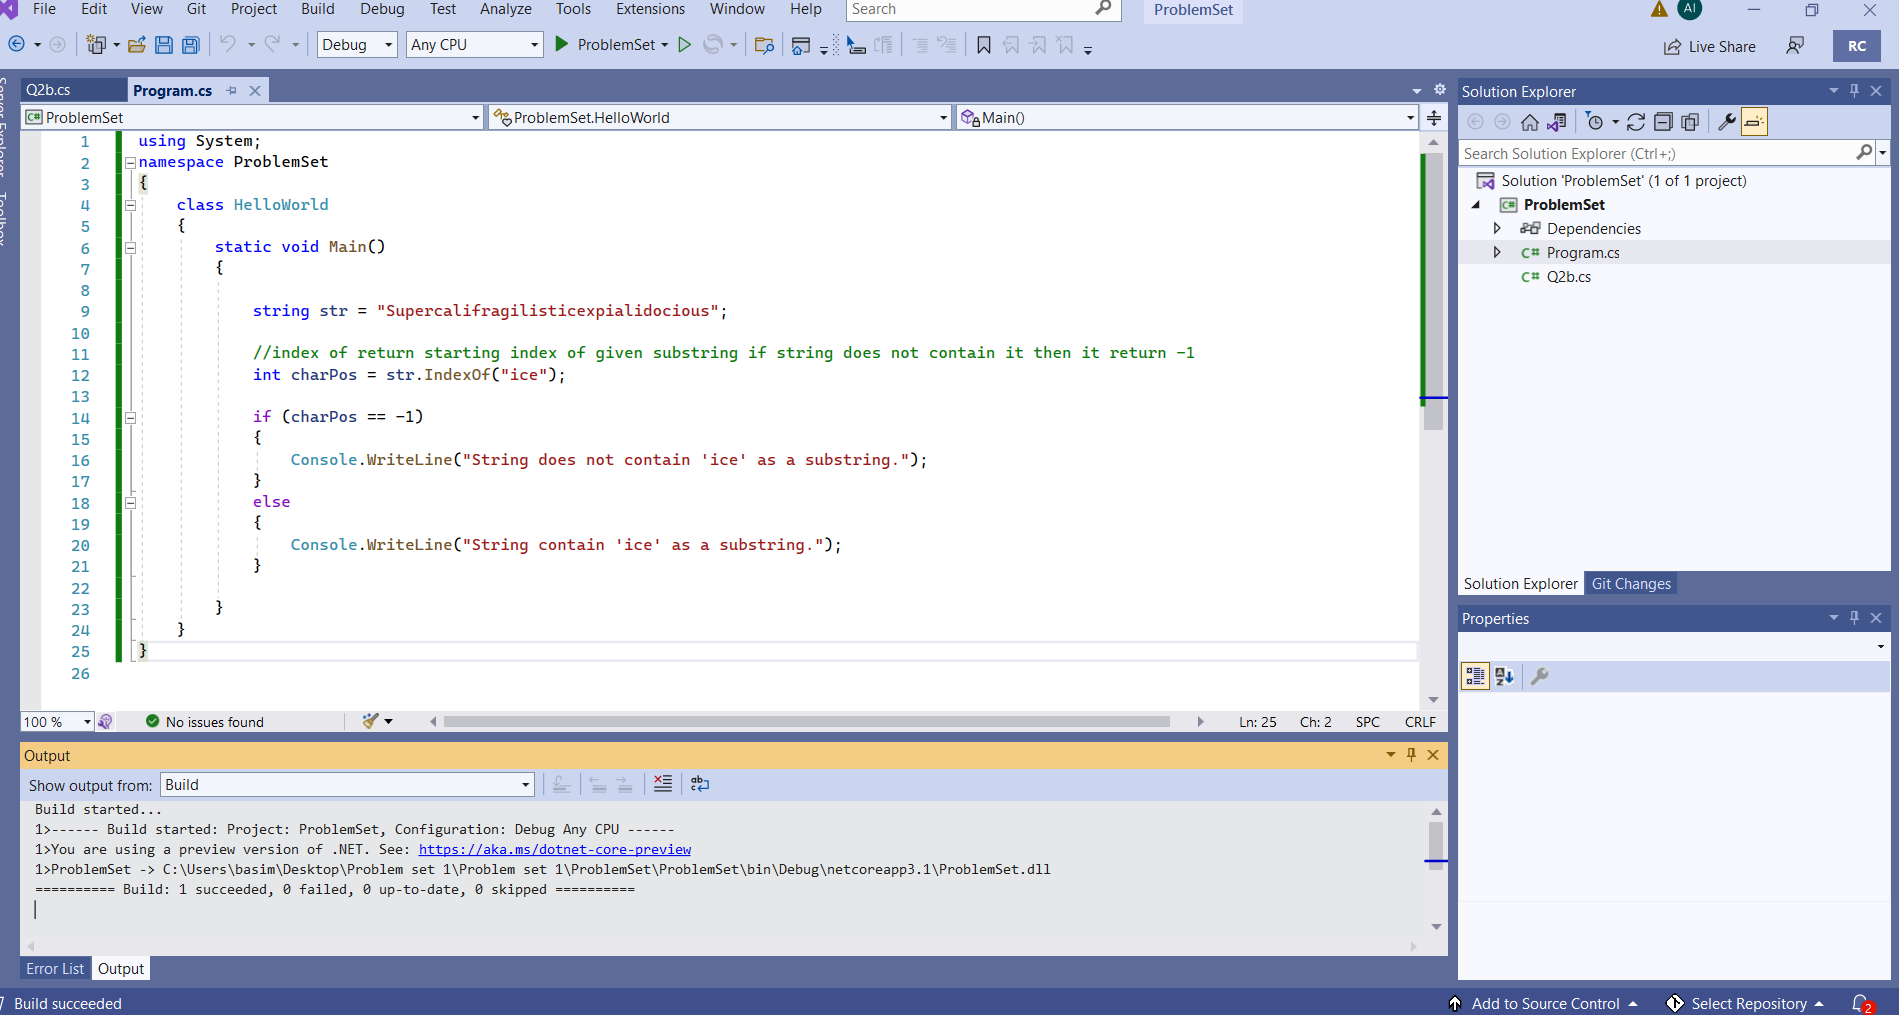 File Edit View Git Project Build Debug Test Analyze Tools Extensions Window Help Search ProblemSet AI
Debug Any CPU ProblemSet Live Share RC
Server Explorer Toolbox
Q2b.cs Program.cs
ProblemSet ProblemSet.HelloWorld Main()
1 using System;
2 namespace ProblemSet
3 {
4 class HelloWorld
5 {
6 static void Main()
7 {
8
9 string str = "Supercalifragilisticexpialidocious";
10
11 //index of return starting index of given substring if string does not contain it then it return -1
12 int charPos = str.IndexOf("ice");
13
14 if (charPos == -1)
15 {
16 Console.WriteLine("String does not contain 'ice' as a substring.");
17 }
18 else
19 {
20 Console.WriteLine("String contain 'ice' as a substring.");
21 }
22
23 }
24 }
25 }
26
100 % No issues found Ln: 25 Ch: 2 SPC CRLF
Output
Show output from: Build
Build started...
1>------ Build started: Project: ProblemSet, Configuration: Debug Any CPU ------
1>You are using a preview version of .NET. See: https://aka.ms/dotnet-core-preview
1>ProblemSet -> C:\Users\basim\Desktop\Problem set 1\Problem set 1\ProblemSet\ProblemSet\bin\Debug\netcoreapp3.1\ProblemSet.dll
========== Build: 1 succeeded, 0 failed, 0 up-to-date, 0 skipped ==========
Error List Output
Solution Explorer
Search Solution Explorer (Ctrl+;)
Solution 'ProblemSet' (1 of 1 project)
C# ProblemSet
Dependencies
C# Program.cs
C# Q2b.cs
Solution Explorer Git Changes
Properties
Build succeeded Add to Source Control Select Repository 2